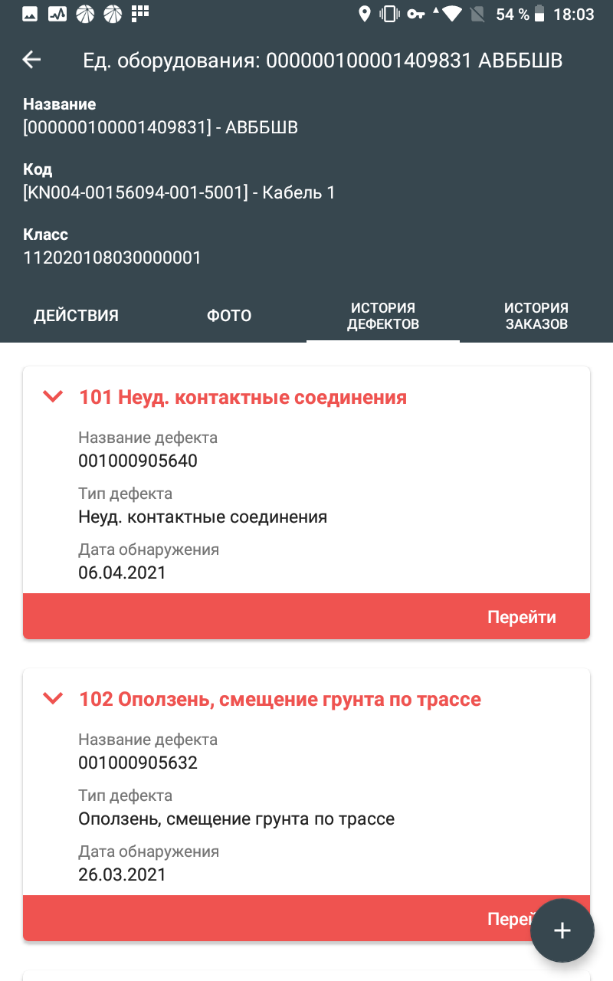 54 % 18:03
Ед. оборудования: 000000100001409831 АВББШВ
Название
[000000100001409831] - АВББШВ
Код
[KN004-00156094-001-5001] - Кабель 1
Класс
112020108030000001
ДЕЙСТВИЯ
ФОТО
ИСТОРИЯ
ДЕФЕКТОВ
ИСТОРИЯ
ЗАКАЗОВ
101 Неуд. контактные соединения
Название дефекта
001000905640
Тип дефекта
Неуд. контактные соединения
Дата обнаружения
06.04.2021
Перейти
102 Оползень, смещение грунта по трассе
Название дефекта
001000905632
Тип дефекта
Оползень, смещение грунта по трассе
Дата обнаружения
26.03.2021
Перей
+